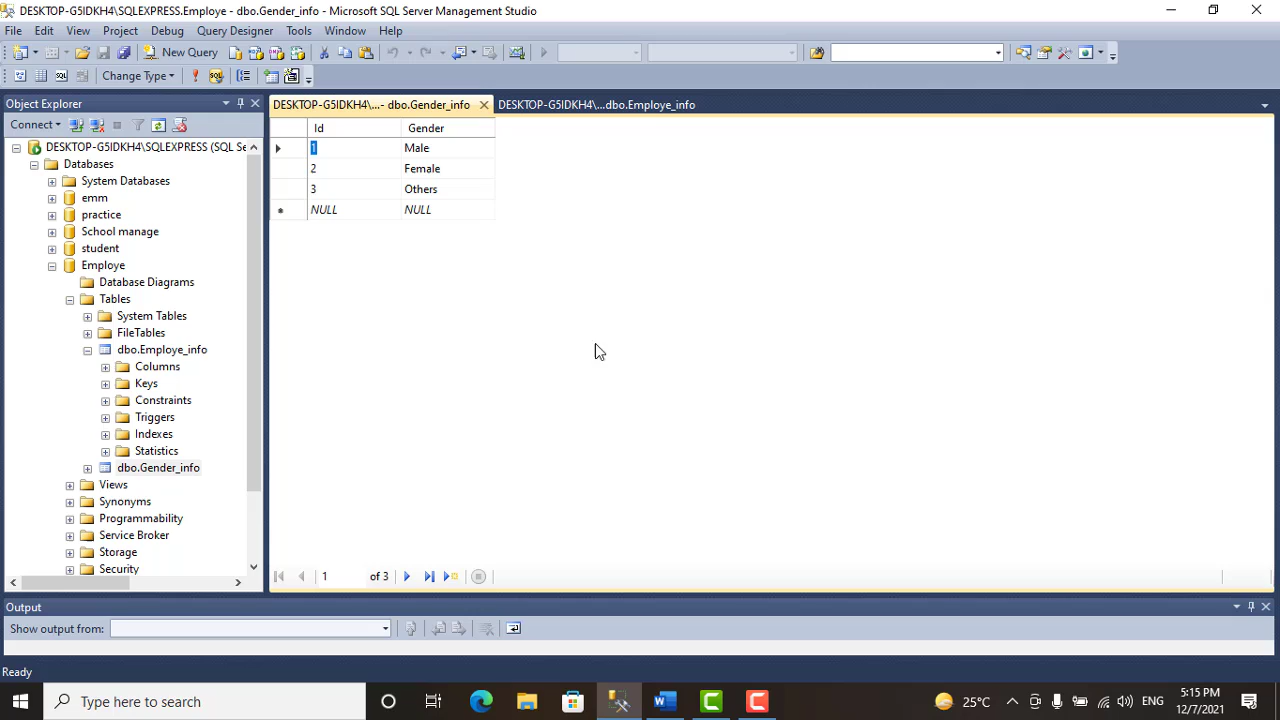 DESKTOP-G5IDKH4\SQLEXPRESS.Employe - dbo.Gender_info - Microsoft SQL Server Management Studio
File Edit View Project Debug Query Designer Tools Window Help
New Query
Change Type
Object Explorer
Connect
DESKTOP-G5IDKH4\SQLEXPRESS (SQL Se
Databases
System Databases
emm
practice
School manage
student
Employe
Database Diagrams
Tables
System Tables
FileTables
dbo.Employe_info
Columns
Keys
Constraints
Triggers
Indexes
Statistics
dbo.Gender_info
Views
Synonyms
Programmability
Service Broker
Storage
Security
DESKTOP-G5IDKH4\...- dbo.Gender_info DESKTOP-G5IDKH4\...dbo.Employe_info
Id Gender
1 Male
2 Female
3 Others
NULL NULL
1 of 3
Output
Show output from:
Ready
Type here to search
25°C
ENG
5:15 PM
12/7/2021